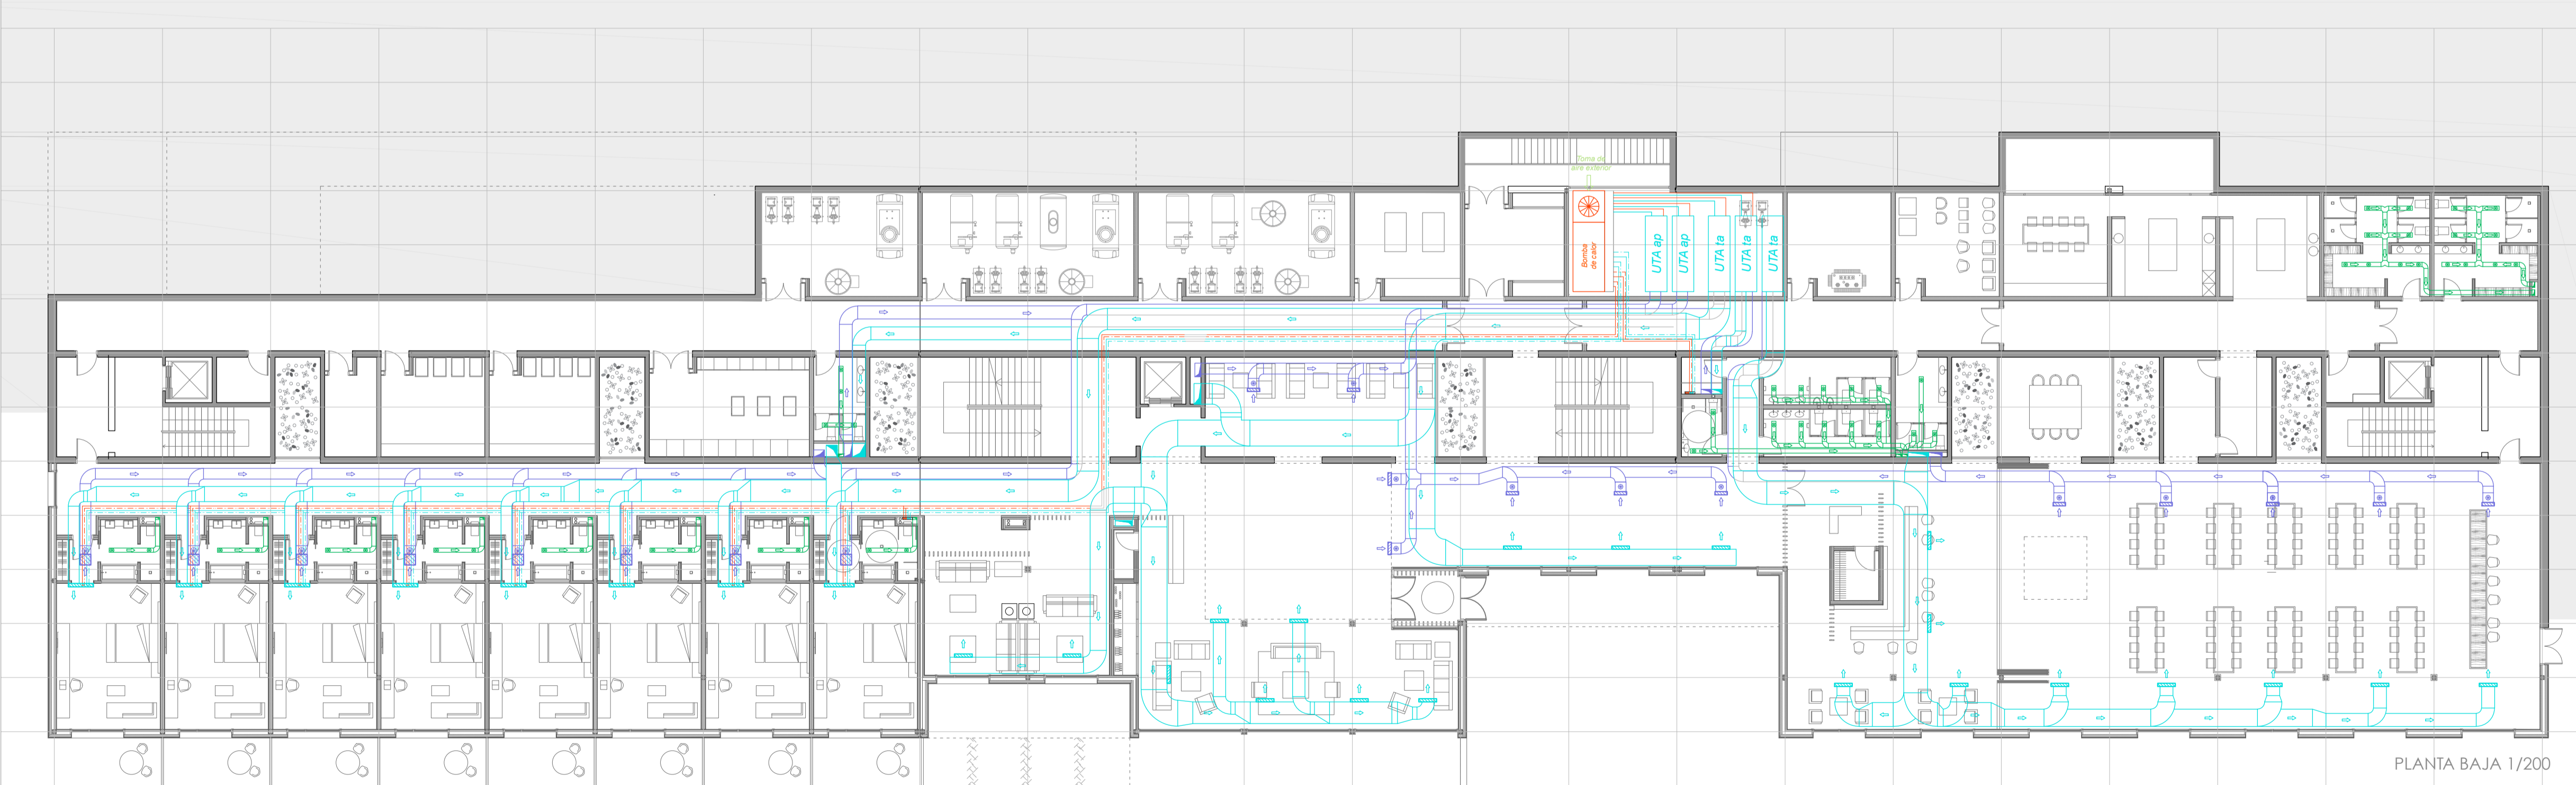 Toma de
aire exterior
Bomba
de calor
UTA ap
UTA ap
UTA ta
UTA ta
UTA ta
PLANTA BAJA 1/200